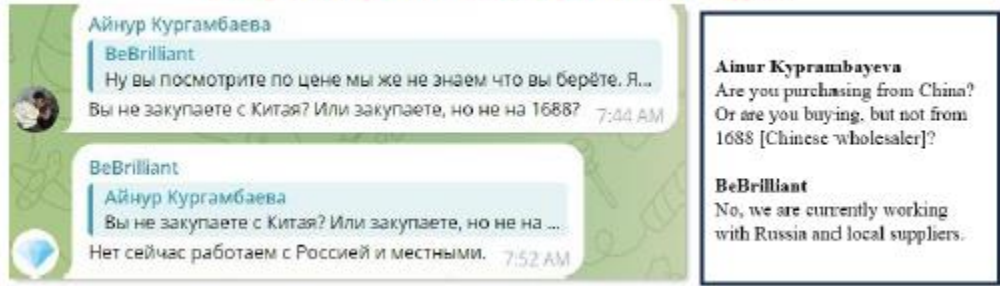 Айнур Кургамбаева
BeBrilliant
Ну вы посмотрите по цене мы же не знаем что вы берёте. Я...
Вы не закупаете с Китая? Или закупаете, но не на 1688? 7:44 AM
BeBrilliant
Айнур Кургамбаева
Вы не закупаете с Китая? Или закупаете, но не на ...
Нет сейчас работаем с Россией и местными. 7:52 AM
Ainur Kyprambayeva
Are you purchasing from China?
Or are you buying, but not from
1688 [Chinese wholesaler]?
BeBrilliant
No, we are currently working
with Russia and local suppliers.